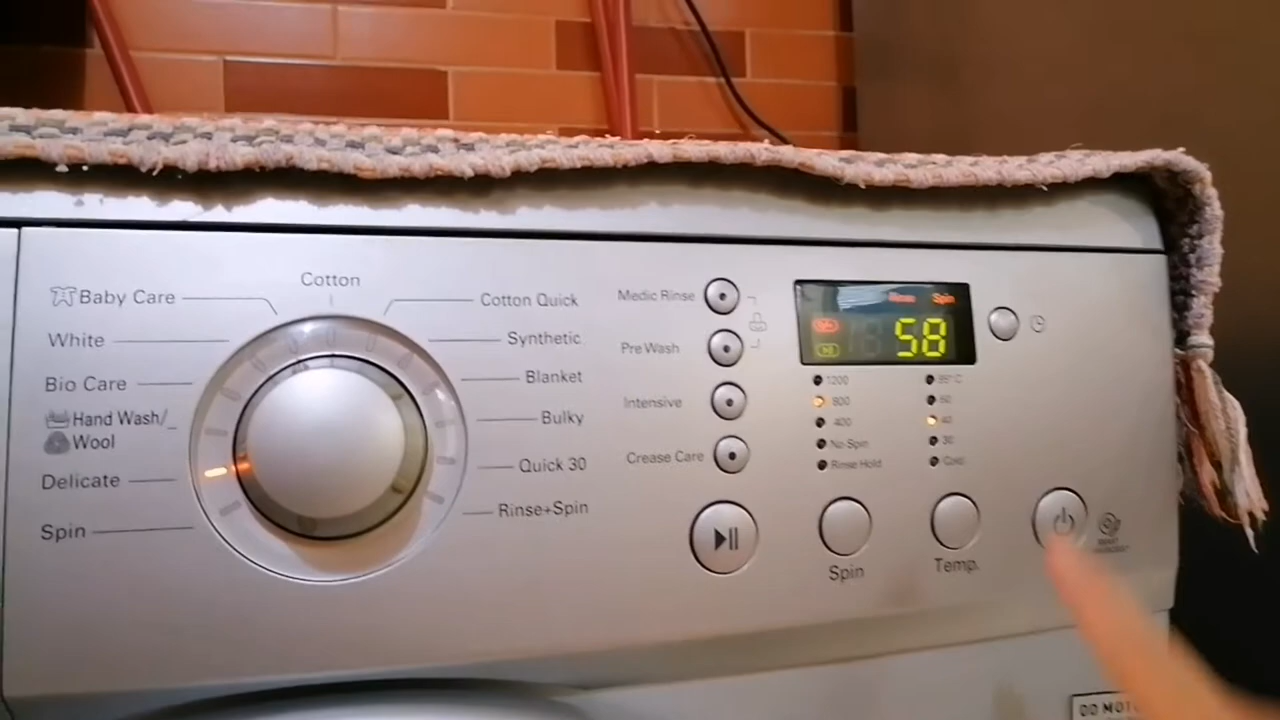 Cotton
Baby Care
White
Bio Care
Hand Wash/
Wool
Delicate
Spin
Cotton Quick
Synthetic
Blanket
Bulky
Quick 30
Rinse+Spin
Medic Rinse
Pre Wash
Intensive
Crease Care
Rinse Spin
58
1200
800
400
No Spin
Rinse Hold
95°C
60
40
30
Cold
Spin
Temp.
DD MOTO